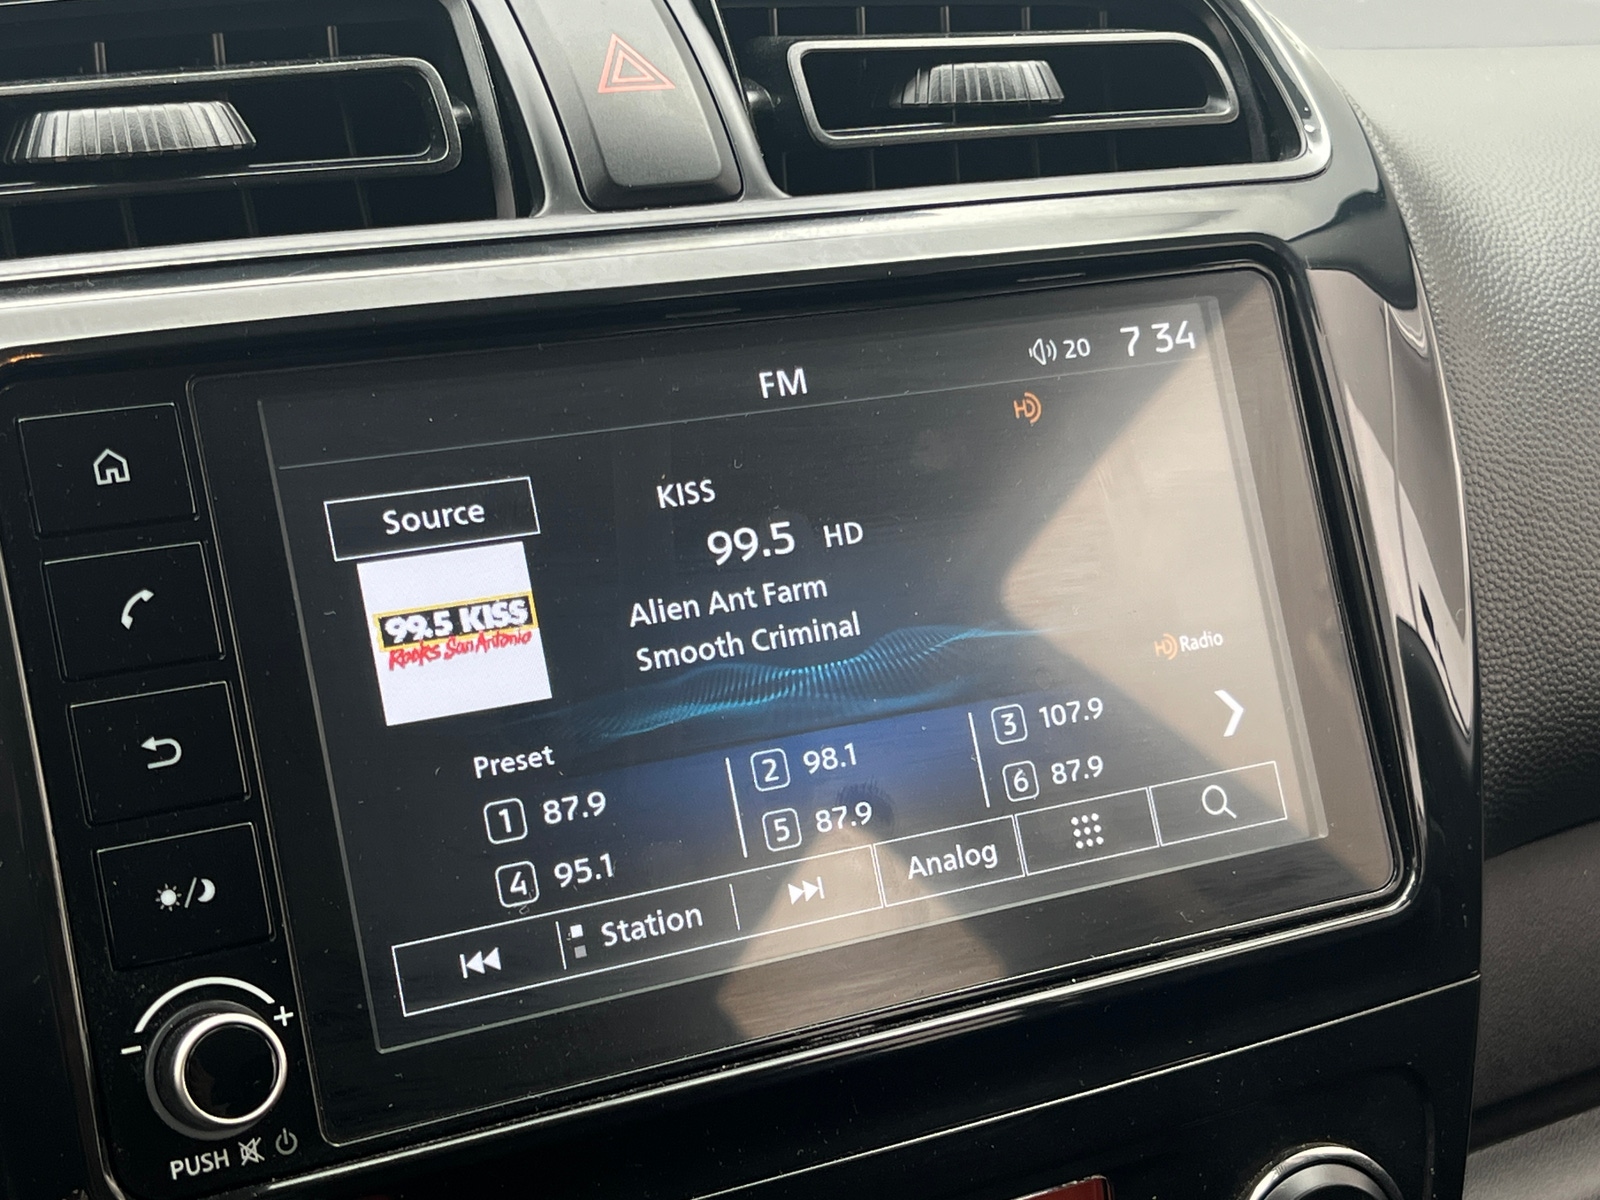 20 7 34
FM
HD
Source
KISS
99.5 HD
99.5 KISS
Rocks San Antonio
Alien Ant Farm
Smooth Criminal
HD Radio
Preset
1 87.9
2 98.1
3 107.9
4 95.1
5 87.9
6 87.9
Station
Analog
- +
PUSH